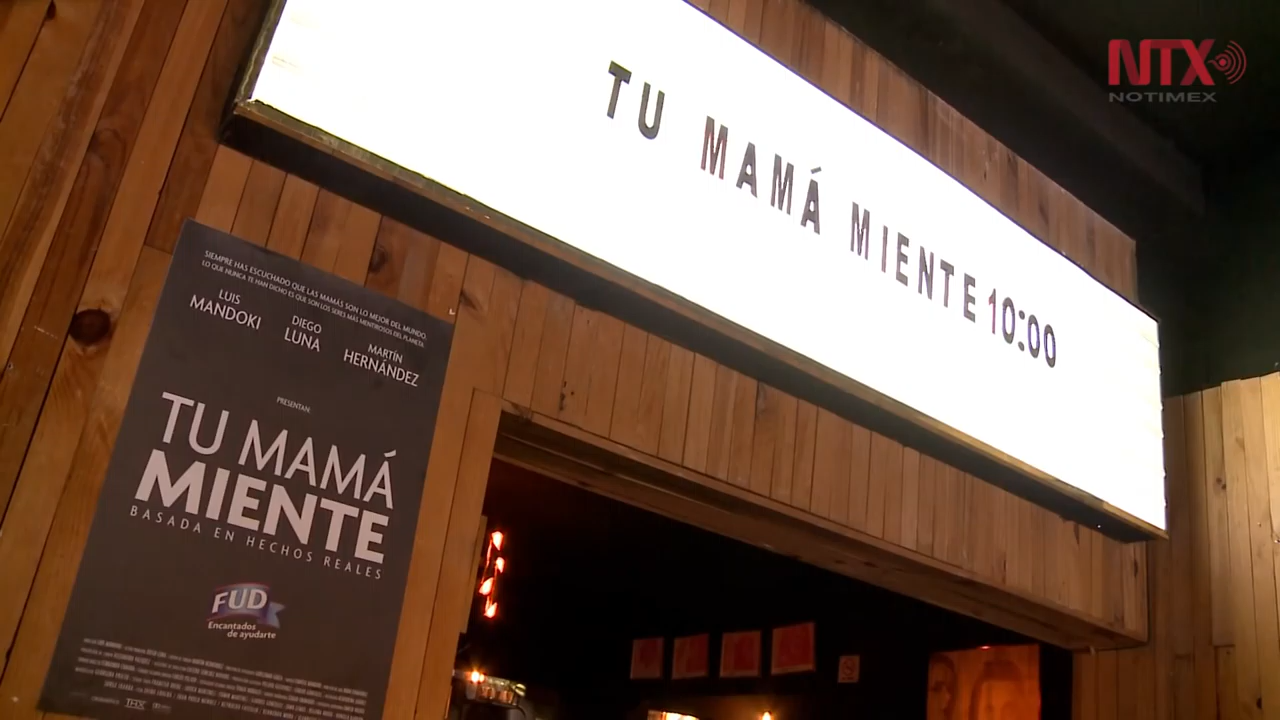 NTX
NOTIMEX
TU MAMÁ MIENTE 10:00
SIEMPRE HAS ESCUCHADO QUE LAS MAMÁS SON LO MEJOR DEL MUNDO.
LO QUE NUNCA TE HAN DICHO ES QUE SON LOS SERES MÁS MENTIROSOS DEL PLANETA.
LUIS
MANDOKI
DIEGO
LUNA
MARTÍN
HERNÁNDEZ
PRESENTAN:
TU MAMÁ
MIENTE
BASADA EN HECHOS REALES
FUD
Encantados
de ayudarte
THX